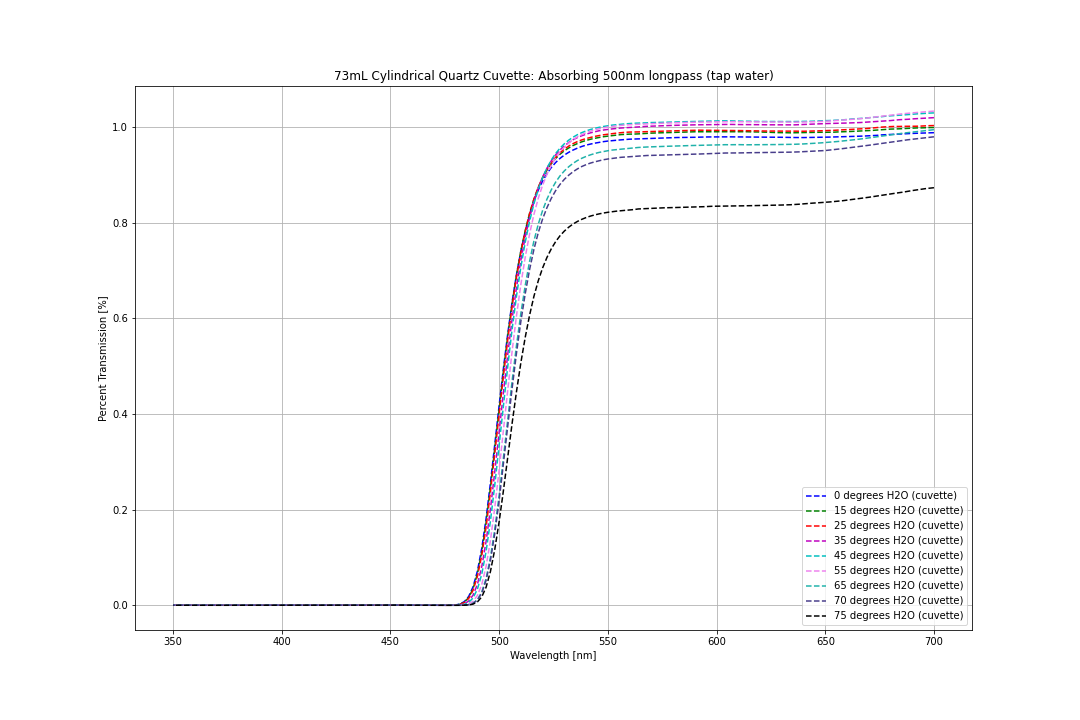 73mL Cylindrical Quartz Cuvette: Absorbing 500nm longpass (tap water)
Percent Transmission [%]
1.0
0.8
0.6
0.4
0.2
0.0
350 400 450 500 550 600 650 700
Wavelength [nm]
0 degrees H2O (cuvette)
15 degrees H2O (cuvette)
25 degrees H2O (cuvette)
35 degrees H2O (cuvette)
45 degrees H2O (cuvette)
55 degrees H2O (cuvette)
65 degrees H2O (cuvette)
70 degrees H2O (cuvette)
75 degrees H2O (cuvette)